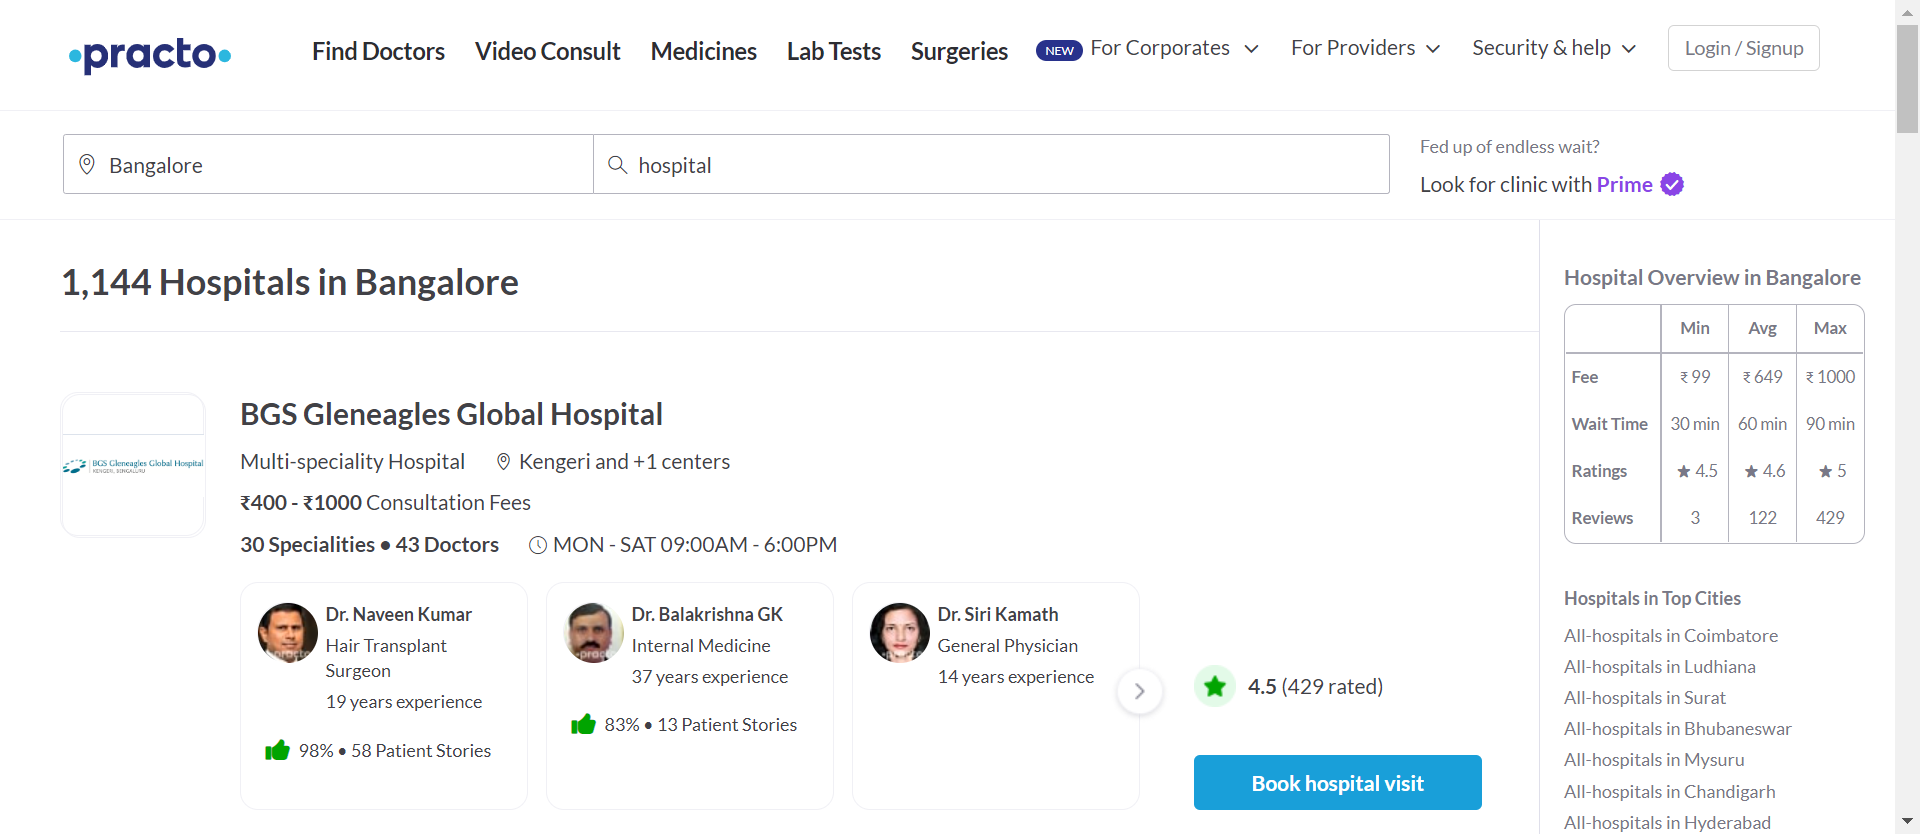 practo
Find Doctors
Video Consult
Medicines
Lab Tests
Surgeries
NEW
For Corporates
For Providers
Security & help
Login / Signup
Bangalore
hospital
Fed up of endless wait?
Look for clinic with Prime
1,144 Hospitals in Bangalore
BGS Gleneagles Global Hospital
KENGERI, BENGALURU
BGS Gleneagles Global Hospital
Multi-speciality Hospital
Kengeri and +1 centers
₹400 - ₹1000 Consultation Fees
30 Specialities • 43 Doctors
MON - SAT 09:00AM - 6:00PM
Dr. Naveen Kumar
Hair Transplant
Surgeon
19 years experience
98% • 58 Patient Stories
Dr. Balakrishna GK
Internal Medicine
37 years experience
83% • 13 Patient Stories
Dr. Siri Kamath
General Physician
14 years experience
4.5 (429 rated)
Book hospital visit
Hospital Overview in Bangalore
Min Avg Max
Fee ₹ 99 ₹ 649 ₹ 1000
Wait Time 30 min 60 min 90 min
Ratings ★ 4.5 ★ 4.6 ★ 5
Reviews 3 122 429
Hospitals in Top Cities
All-hospitals in Coimbatore
All-hospitals in Ludhiana
All-hospitals in Surat
All-hospitals in Bhubaneswar
All-hospitals in Mysuru
All-hospitals in Chandigarh
All-hospitals in Hyderabad